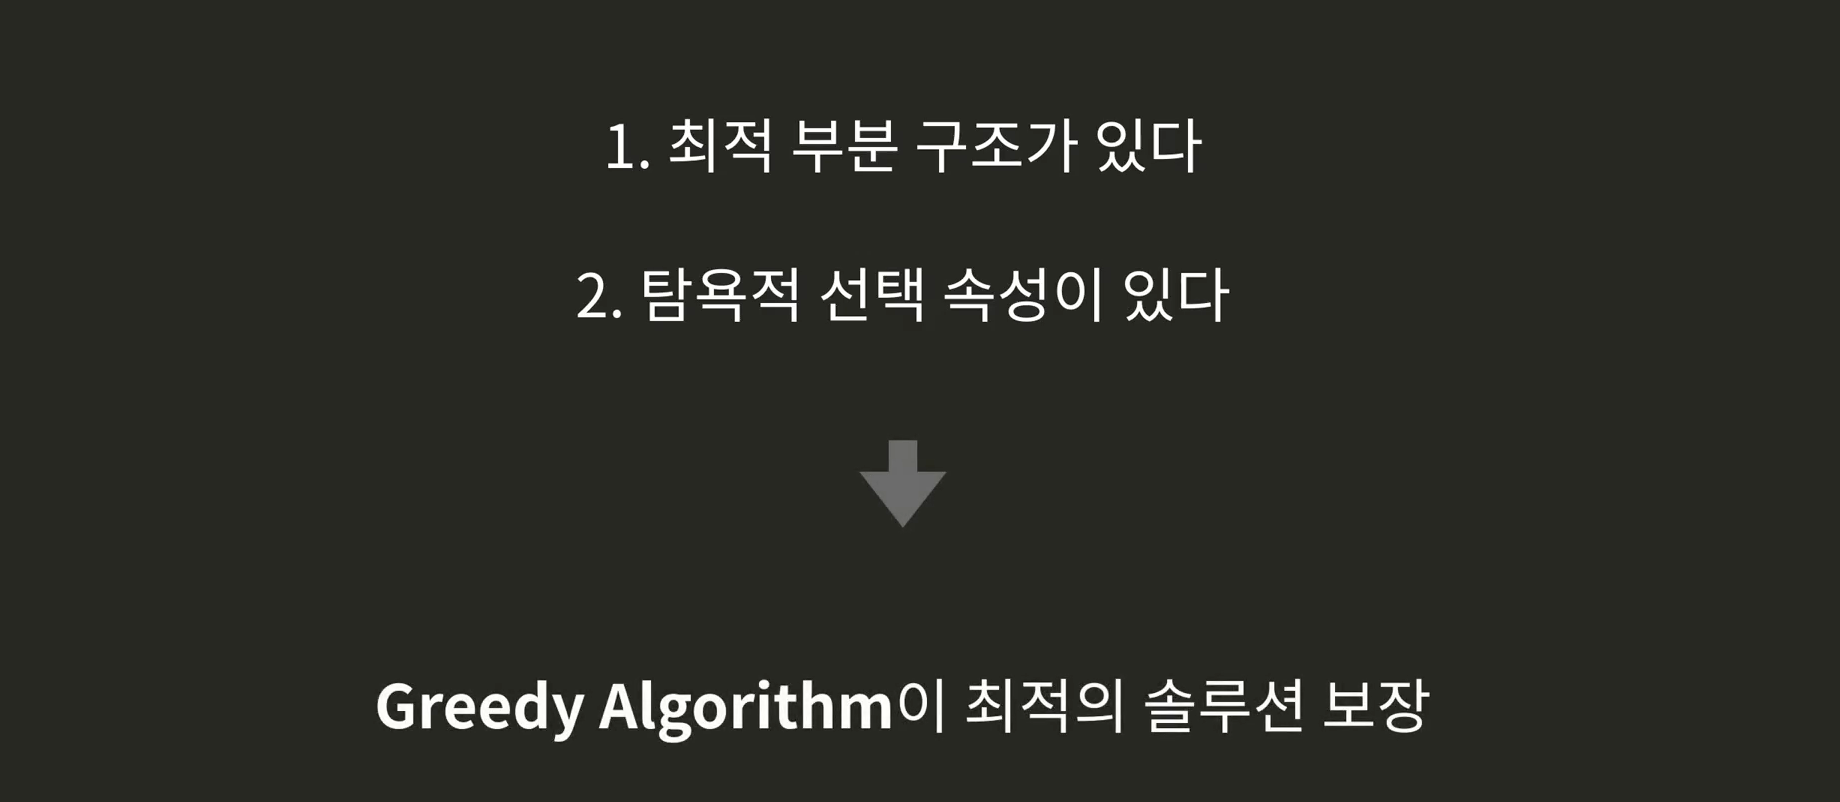 1. 최적 부분 구조가 있다
2. 탐욕적 선택 속성이 있다
Greedy Algorithm이 최적의 솔루션 보장